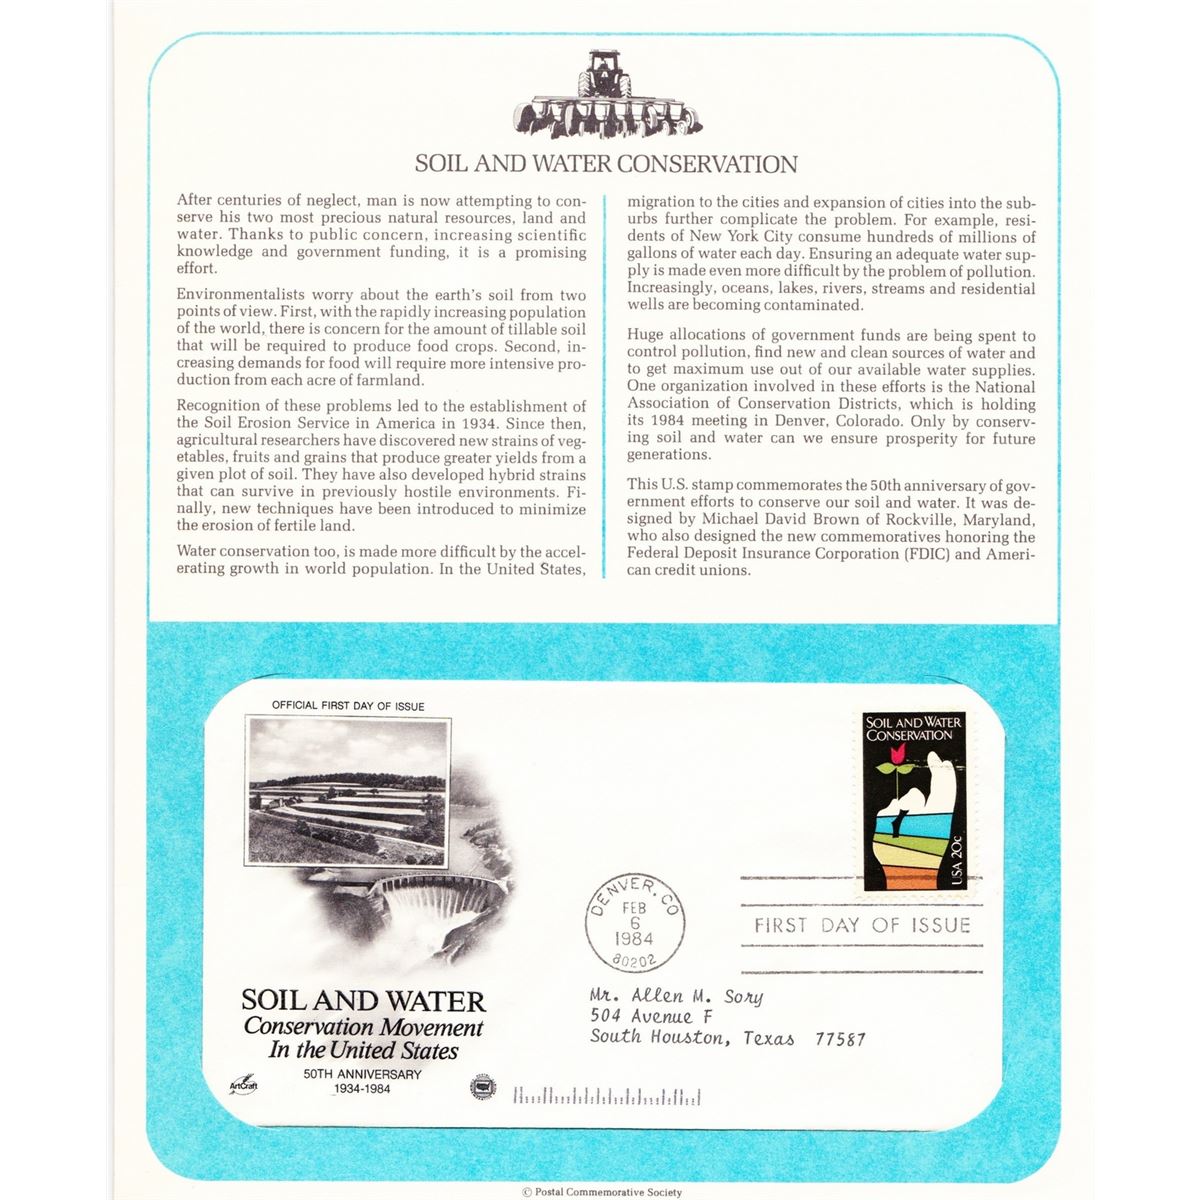 SOIL AND WATER CONSERVATION
After centuries of neglect, man is now attempting to con-
serve his two most precious natural resources, land and
water. Thanks to public concern, increasing scientific
knowledge and government funding, it is a promising
effort.
Environmentalists worry about the earth's soil from two
points of view. First, with the rapidly increasing population
of the world, there is concern for the amount of tillable soil
that will be required to produce food crops. Second, in-
creasing demands for food will require more intensive pro-
duction from each acre of farmland.
Recognition of these problems led to the establishment of
the Soil Erosion Service in America in 1934. Since then,
agricultural researchers have discovered new strains of veg-
etables, fruits and grains that produce greater yields from a
given plot of soil. They have also developed hybrid strains
that can survive in previously hostile environments. Fi-
nally, new techniques have been introduced to minimize
the erosion of fertile land.
Water conservation too, is made more difficult by the accel-
erating growth in world population. In the United States,
migration to the cities and expansion of cities into the sub-
urbs further complicate the problem. For example, resi-
dents of New York City consume hundreds of millions of
gallons of water each day. Ensuring an adequate water sup-
ply is made even more difficult by the problem of pollution.
Increasingly, oceans, lakes, rivers, streams and residential
wells are becoming contaminated.
Huge allocations of government funds are being spent to
control pollution, find new and clean sources of water and
to get maximum use out of our available water supplies.
One organization involved in these efforts is the National
Association of Conservation Districts, which is holding
its 1984 meeting in Denver, Colorado. Only by conserv-
ing soil and water can we ensure prosperity for future
generations.
This U.S. stamp commemorates the 50th anniversary of gov-
ernment efforts to conserve our soil and water. It was de-
signed by Michael David Brown of Rockville, Maryland,
who also designed the new commemoratives honoring the
Federal Deposit Insurance Corporation (FDIC) and Ameri-
can credit unions.
OFFICIAL FIRST DAY OF ISSUE
SOIL AND WATER
CONSERVATION
USA 20c
DENVER, CO
FEB
6
1984
80202
FIRST DAY OF ISSUE
Mr. Allen M. Sory
504 Avenue F
South Houston, Texas 77587
SOIL AND WATER
Conservation Movement
In the United States
50TH ANNIVERSARY
1934-1984
ArtCraft
© Postal Commemorative Society